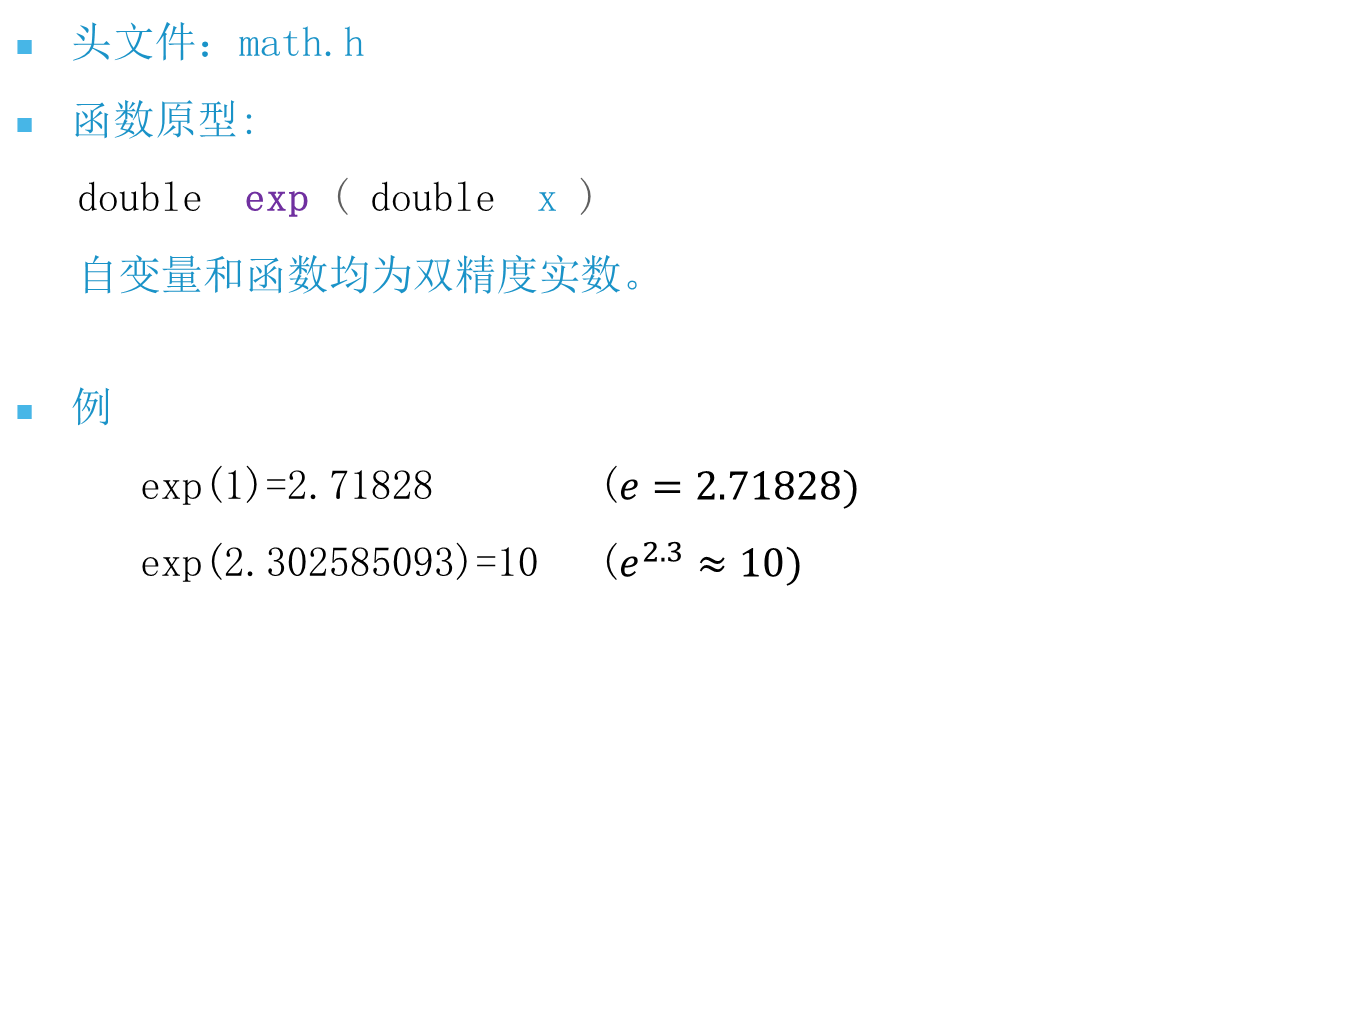 头文件：math.h
函数原型:
double exp ( double x )
自变量和函数均为双精度实数。
例
exp(1)=2.71828 (e = 2.71828)
exp(2.302585093)=10 (e^2.3 ≈ 10)